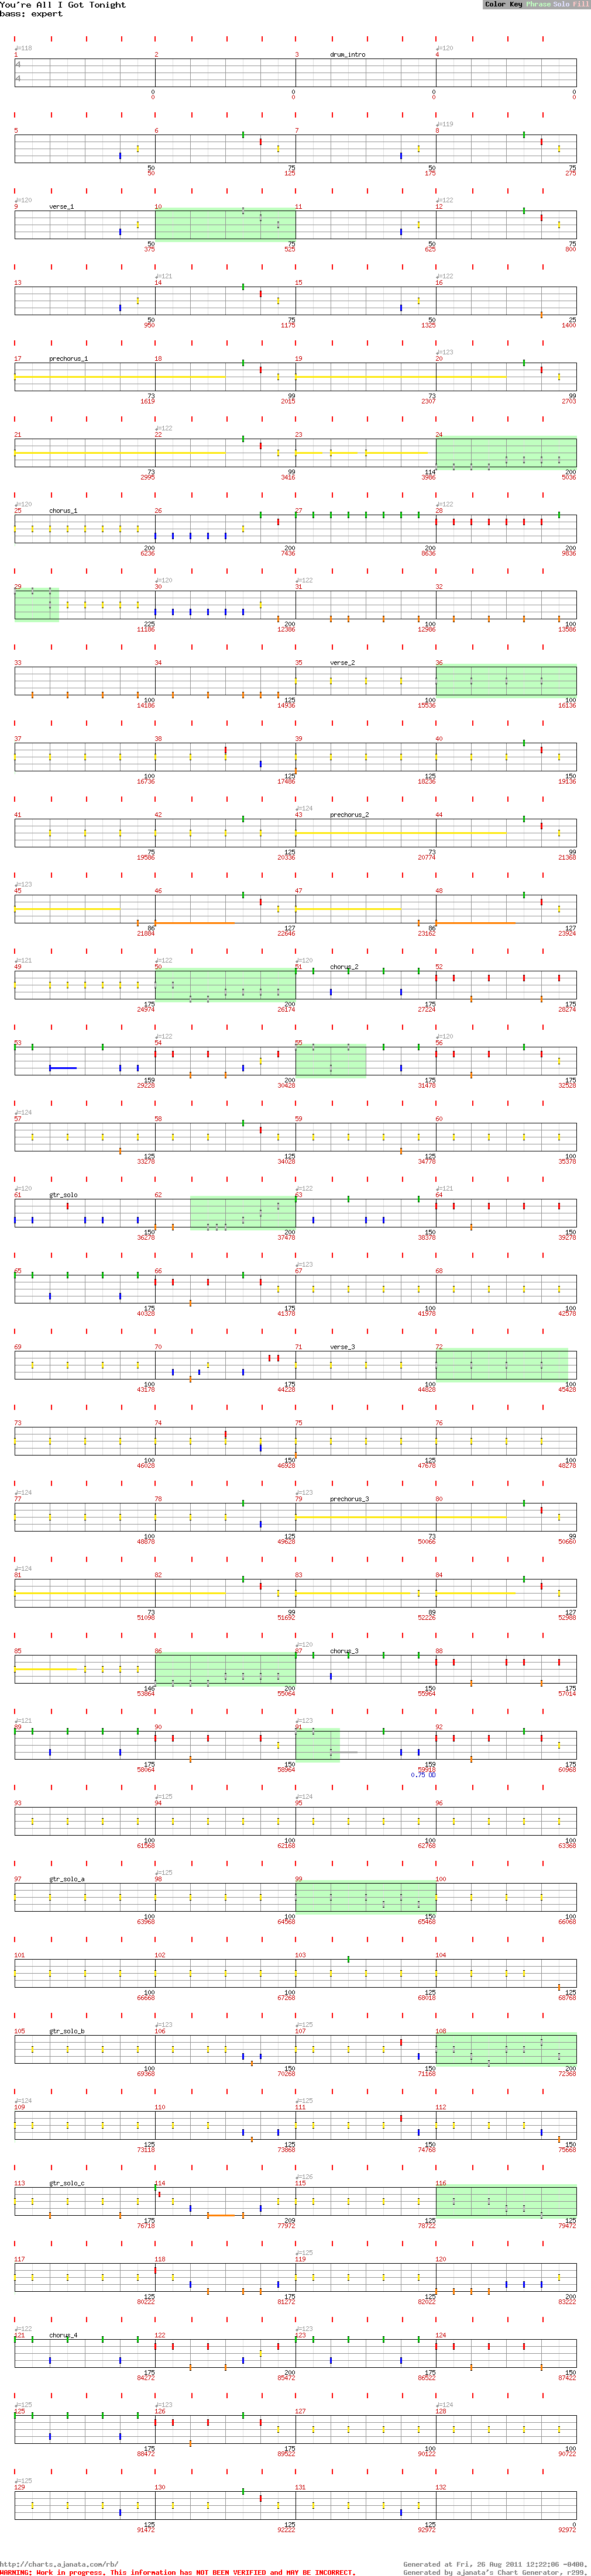 You're All I Got Tonight
bass: expert
Color Key Phrase Solo Fill
♩=118 ♩=120
1 2 3 drum_intro 4
4
4
0 0 0 0
0 0 0 0
♩=119
5 6 7 8
50 75 50 75
50 125 175 275
♩=120 ♩=122
9 verse_1 10 11 12
50 75 50 75
375 525 625 800
♩=121 ♩=122
13 14 15 16
50 75 50 25
950 1175 1325 1400
♩=123
17 prechorus_1 18 19 20
73 99 73 99
1619 2015 2307 2703
♩=122
21 22 23 24
73 99 114 200
2995 3416 3986 5036
♩=120 ♩=122
25 chorus_1 26 27 28
200 200 200 200
6236 7436 8636 9836
♩=120 ♩=122
29 30 31 32
225 200 100 100
11186 12386 12986 13586
33 34 35 verse_2 36
100 125 100 100
14186 14936 15536 16136
37 38 39 40
100 125 125 150
16736 17486 18236 19136
♩=124
41 42 43 prechorus_2 44
75 125 73 99
19586 20336 20774 21368
♩=123
45 46 47 48
86 127 86 127
21884 22646 23162 23924
♩=121 ♩=122 ♩=120
49 50 51 chorus_2 52
175 200 175 175
24974 26174 27224 28274
♩=122 ♩=120
53 54 55 56
159 200 175 175
29228 30428 31478 32528
♩=124
57 58 59 60
125 125 125 100
33278 34028 34778 35378
♩=120 ♩=122 ♩=121
61 gtr_solo 62 63 64
150 200 150 150
36278 37478 38378 39278
♩=123
65 66 67 68
175 175 100 100
40328 41378 41978 42578
69 70 71 verse_3 72
100 175 100 100
43178 44228 44828 45428
73 74 75 76
100 150 125 100
46028 46928 47678 48278
♩=124 ♩=123
77 78 79 prechorus_3 80
100 125 73 99
48878 49628 50066 50660
♩=124
81 82 83 84
73 99 89 127
51098 51692 52226 52988
♩=120
85 86 87 chorus_3 88
146 200 150 175
53864 55064 55964 57014
♩=121 ♩=123
89 90 91 92
175 150 159 175
58064 58964 59918 60968
0.75 OD
♩=125 ♩=124
93 94 95 96
100 100 100 100
61568 62168 62768 63368
♩=125
97 gtr_solo_a 98 99 100
100 100 150 100
63968 64568 65468 66068
101 102 103 104
100 100 125 125
66668 67268 68018 68768
♩=123 ♩=125
105 gtr_solo_b 106 107 108
100 150 150 200
69368 70268 71168 72368
♩=124 ♩=125
109 110 111 112
125 125 150 150
73118 73868 74768 75668
♩=126
113 gtr_solo_c 114 115 116
175 209 125 125
76718 77972 78722 79472
♩=125
117 118 119 120
125 175 125 200
80222 81272 82022 83222
♩=122 ♩=123
121 chorus_4 122 123 124
175 200 175 150
84272 85472 86522 87422
♩=125 ♩=123 ♩=124
125 126 127 128
175 175 100 100
88472 89522 90122 90722
♩=125
129 130 131 132
125 125 125 0
91472 92222 92972 92972
http://charts.ajanata.com/rb/
WARNING: Work in progress. This information has NOT BEEN VERIFIED and MAY BE INCORRECT.
Generated at Fri, 26 Aug 2011 12:22:06 -0400.
Generated by ajanata's Chart Generator, r299.